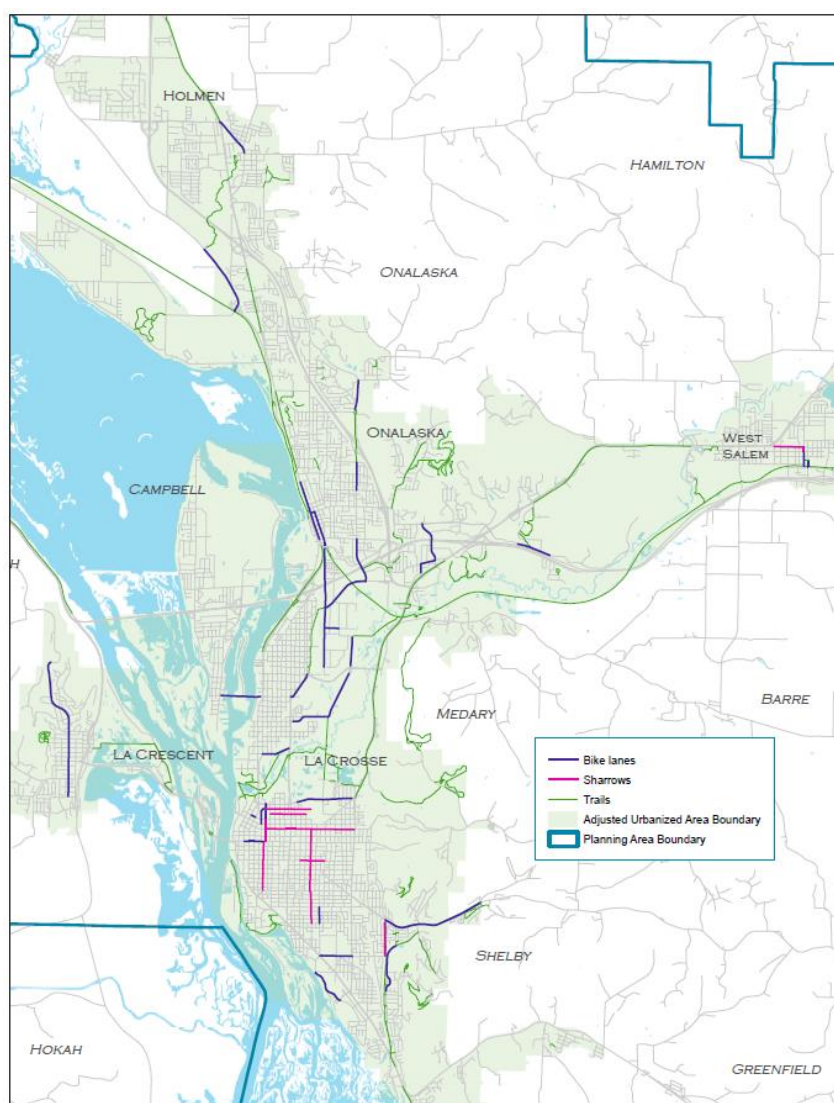 HOLMEN
HAMILTON
ONALASKA
ONALASKA
WEST
SALEM
CAMPBELL
H
BARRE
MEDARY
LA CRESCENT
LA CROSSE
Bike lanes
Sharrows
Trails
Adjusted Urbanized Area Boundary
Planning Area Boundary
SHELBY
HOKAH
GREENFIELD